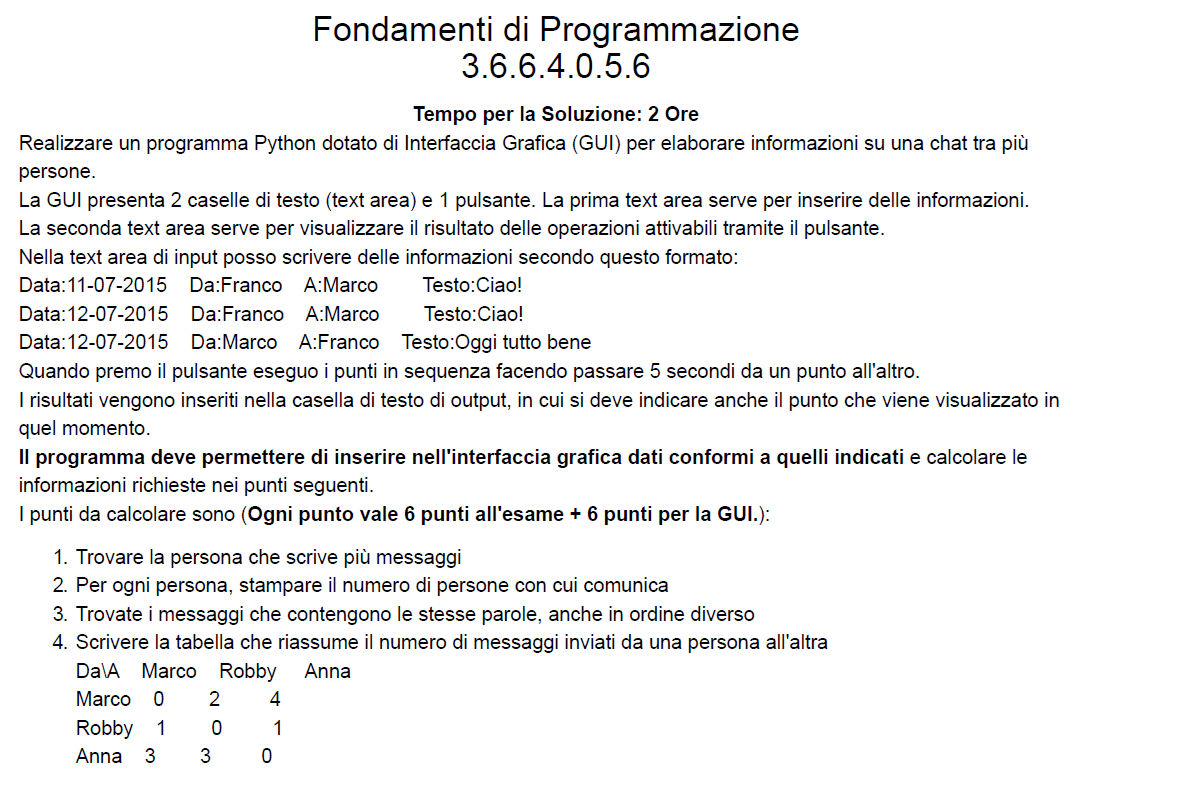 Fondamenti di Programmazione
3.6.6.4.0.5.6
Tempo per la Soluzione: 2 Ore
Realizzare un programma Python dotato di Interfaccia Grafica (GUI) per elaborare informazioni su una chat tra più
persone.
La GUI presenta 2 caselle di testo (text area) e 1 pulsante. La prima text area serve per inserire delle informazioni.
La seconda text area serve per visualizzare il risultato delle operazioni attivabili tramite il pulsante.
Nella text area di input posso scrivere delle informazioni secondo questo formato:
Data:11-07-2015 Da:Franco A:Marco Testo:Ciao!
Data:12-07-2015 Da:Franco A:Marco Testo:Ciao!
Data:12-07-2015 Da:Marco A:Franco Testo:Oggi tutto bene
Quando premo il pulsante eseguo i punti in sequenza facendo passare 5 secondi da un punto all'altro.
I risultati vengono inseriti nella casella di testo di output, in cui si deve indicare anche il punto che viene visualizzato in
quel momento.
Il programma deve permettere di inserire nell'interfaccia grafica dati conformi a quelli indicati e calcolare le
informazioni richieste nei punti seguenti.
I punti da calcolare sono (Ogni punto vale 6 punti all'esame + 6 punti per la GUI.):
1. Trovare la persona che scrive più messaggi
2. Per ogni persona, stampare il numero di persone con cui comunica
3. Trovate i messaggi che contengono le stesse parole, anche in ordine diverso
4. Scrivere la tabella che riassume il numero di messaggi inviati da una persona all'altra
Da\A Marco Robby Anna
Marco 0 2 4
Robby 1 0 1
Anna 3 3 0